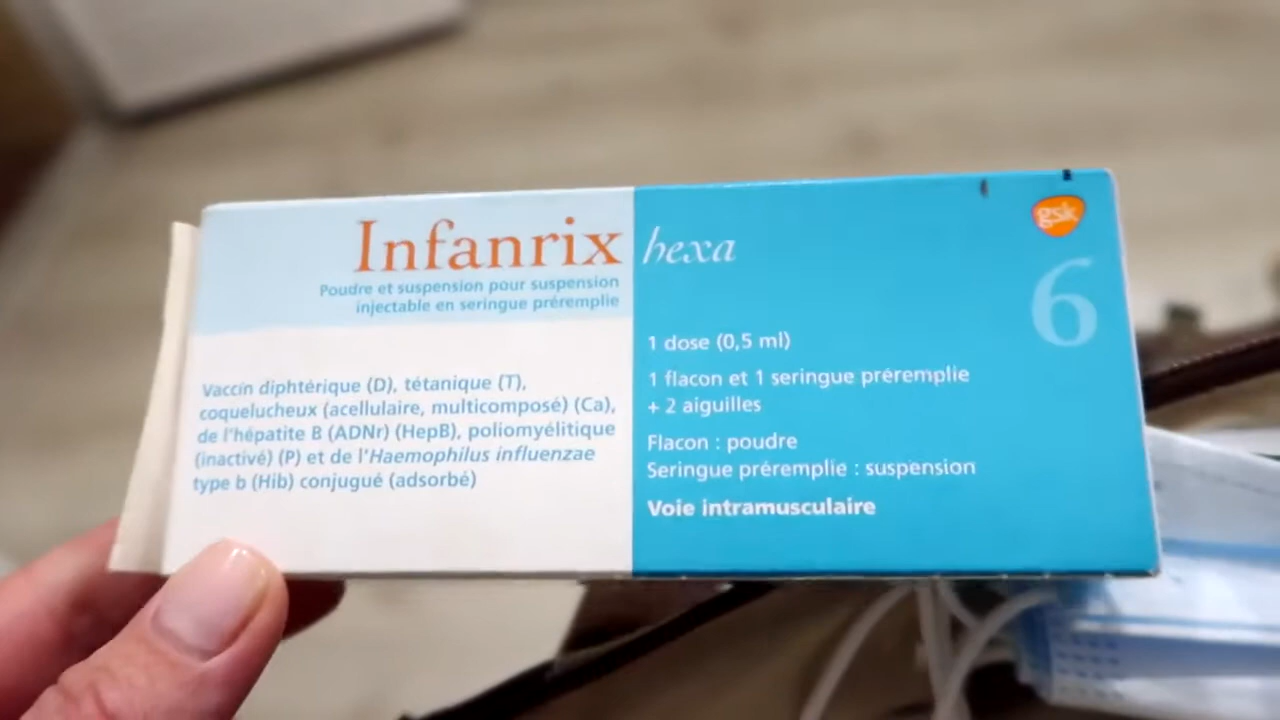 Infanrix hexa
Poudre et suspension pour suspension
injectable en seringue préremplie
Vaccin diphtérique (D), tétanique (T),
coquelucheux (acellulaire, multicomposé) (Ca),
de l'hépatite B (ADNr) (HepB), poliomyélitique
(inactivé) (P) et de l'Haemophilus influenzae
type b (Hib) conjugué (adsorbé)
gsk
6
1 dose (0,5 ml)
1 flacon et 1 seringue préremplie
+ 2 aiguilles
Flacon : poudre
Seringue préremplie : suspension
Voie intramusculaire